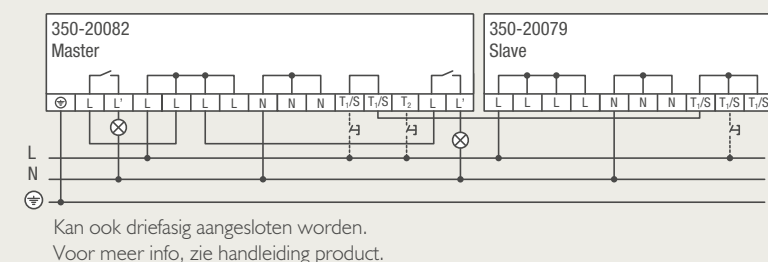 350-20082
Master
350-20079
Slave
L L' L L L L N N N T₁/S T₁/S T₂ L L'
L L L L N N N T₁/S T₁/S T₁/S
L
N
Kan ook driefasig aangesloten worden.
Voor meer info, zie handleiding product.